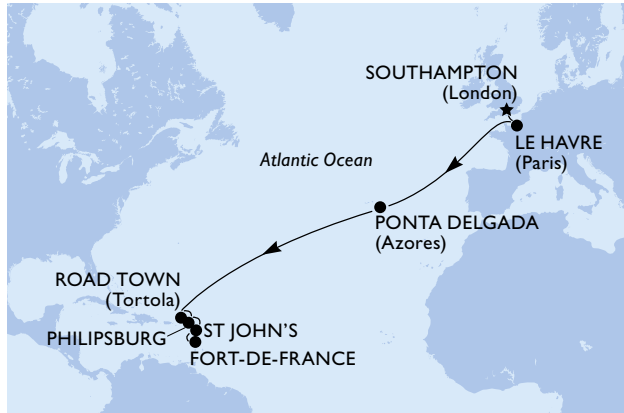 SOUTHAMPTON
(London)
LE HAVRE
(Paris)
Atlantic Ocean
PONTA DELGADA
(Azores)
ROAD TOWN
(Tortola)
PHILIPSBURG
ST JOHN'S
FORT-DE-FRANCE